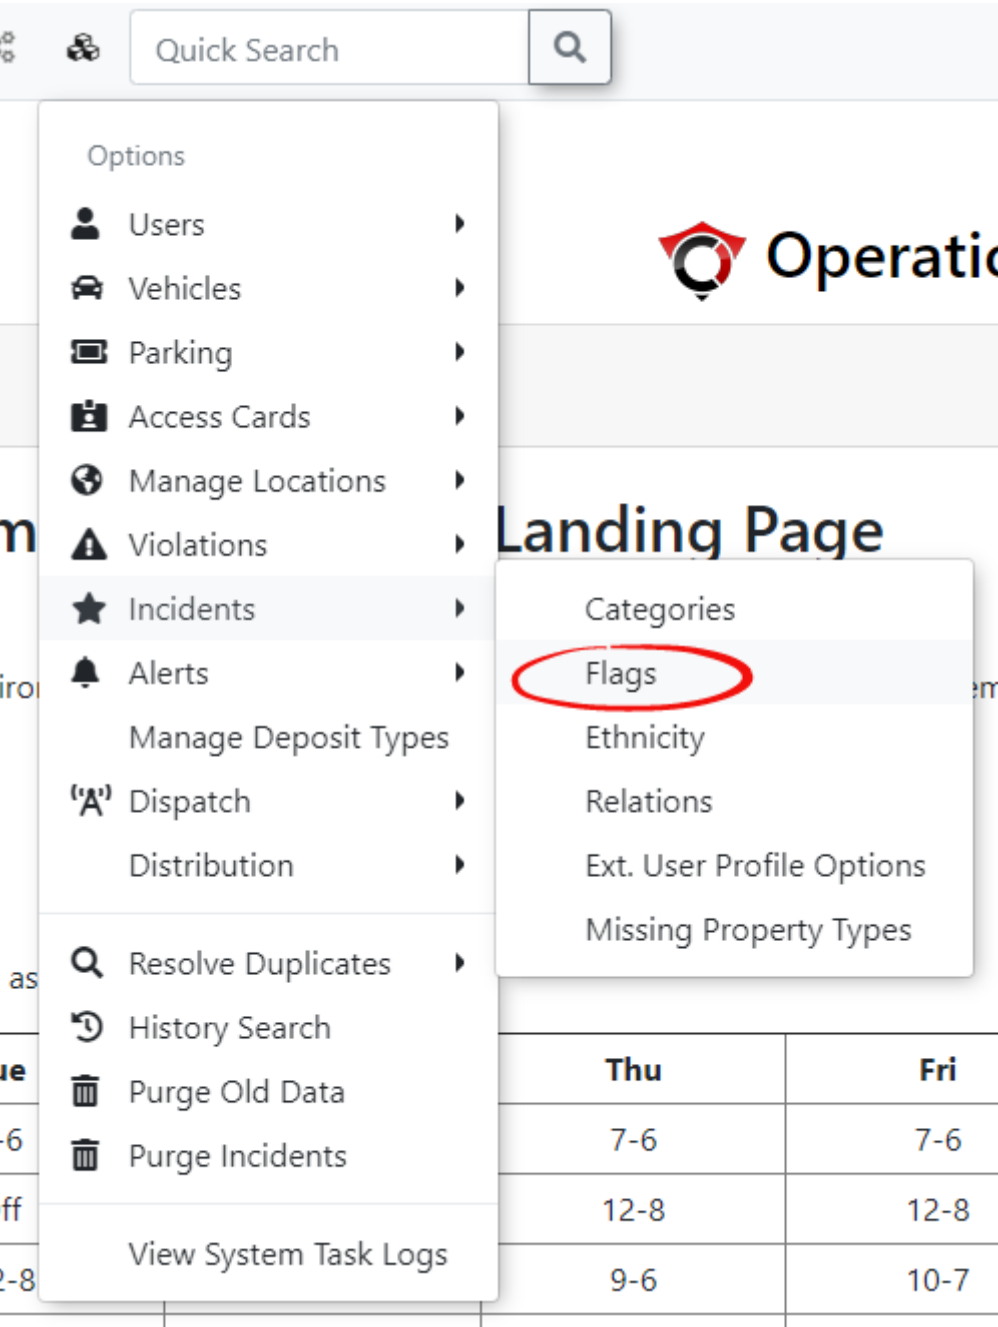 Quick Search
Options
Users
Vehicles
Parking
Access Cards
Manage Locations
Violations
Incidents
Alerts
Manage Deposit Types
Dispatch
Distribution
Resolve Duplicates
History Search
Purge Old Data
Purge Incidents
View System Task Logs
Landing Page
Categories
Flags
Ethnicity
Relations
Ext. User Profile Options
Missing Property Types
as
Thu Fri
7-6 7-6
12-8 12-8
9-6 10-7